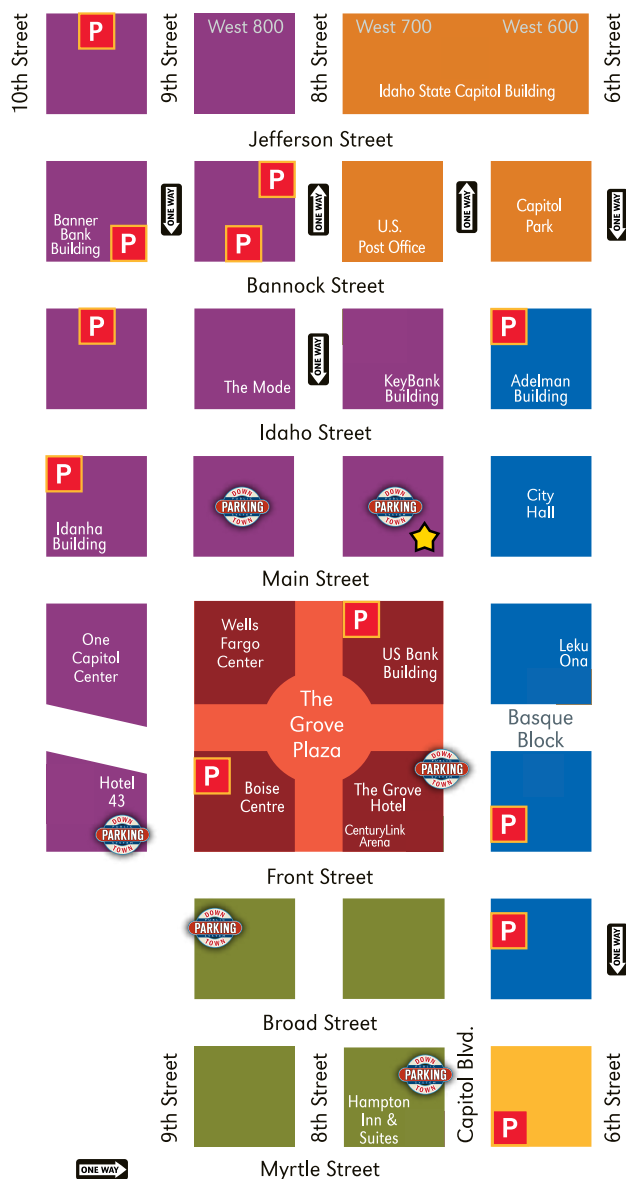 10th Street
P
9th Street
West 800
8th Street
West 700
West 600
6th Street
Idaho State Capitol Building
Jefferson Street
Banner
Bank
Building
P
ONE WAY
P
P
ONE WAY
U.S.
Post Office
ONE WAY
Capitol
Park
ONE WAY
Bannock Street
P
The Mode
ONE WAY
KeyBank
Building
P
Adelman
Building
Idaho Street
P
Idanha
Building
DOWN
PUBLIC
PARKING
TOWN
DOWN
PUBLIC
PARKING
TOWN
City
Hall
Main Street
One
Capitol
Center
Wells
Fargo
Center
P
US Bank
Building
Leku
Ona
The
Grove
Plaza
Basque
Block
Hotel
43
DOWN
PUBLIC
PARKING
TOWN
P
Boise
Centre
The Grove
Hotel
CenturyLink
Arena
DOWN
PUBLIC
PARKING
TOWN
P
Front Street
DOWN
PUBLIC
PARKING
TOWN
P
ONE WAY
Broad Street
9th Street
8th Street
Hampton
Inn &
Suites
DOWN
PUBLIC
PARKING
TOWN
Capitol Blvd.
P
6th Street
ONE WAY
Myrtle Street